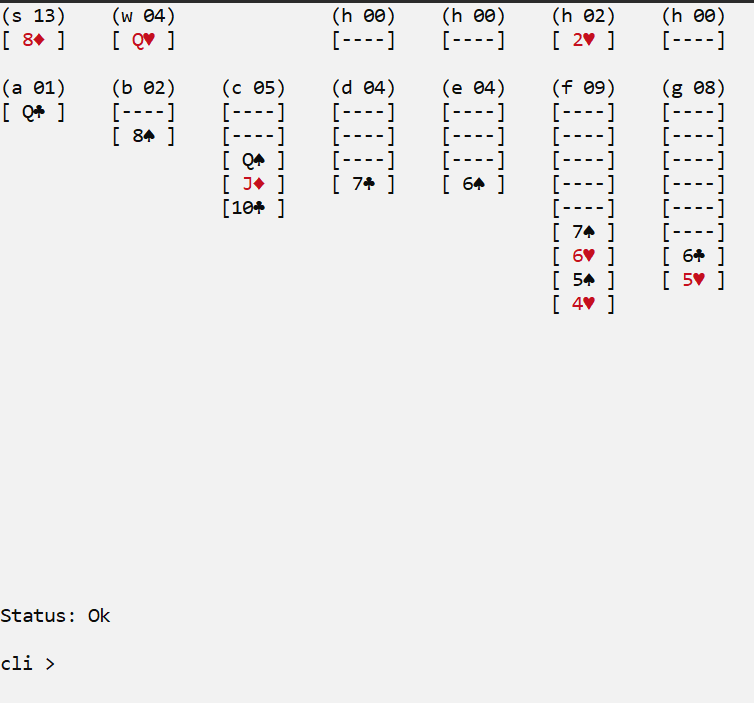 (s 13)    (w 04)              (h 00)    (h 00)    (h 02)    (h 00)
[ 8♦ ]    [ Q♥ ]              [----]    [----]    [ 2♥ ]    [----]
(a 01)    (b 02)    (c 05)    (d 04)    (e 04)    (f 09)    (g 08)
[ Q♣ ]    [----]    [----]    [----]    [----]    [----]    [----]
          [ 8♠ ]    [----]    [----]    [----]    [----]    [----]
                    [ Q♠ ]    [----]    [----]    [----]    [----]
                    [ J♦ ]    [ 7♣ ]    [ 6♠ ]    [----]    [----]
                    [10♣ ]                        [----]    [----]
                                                  [ 7♠ ]    [----]
                                                  [ 6♥ ]    [ 6♣ ]
                                                  [ 5♠ ]    [ 5♥ ]
                                                  [ 4♥ ]
Status: Ok
cli >